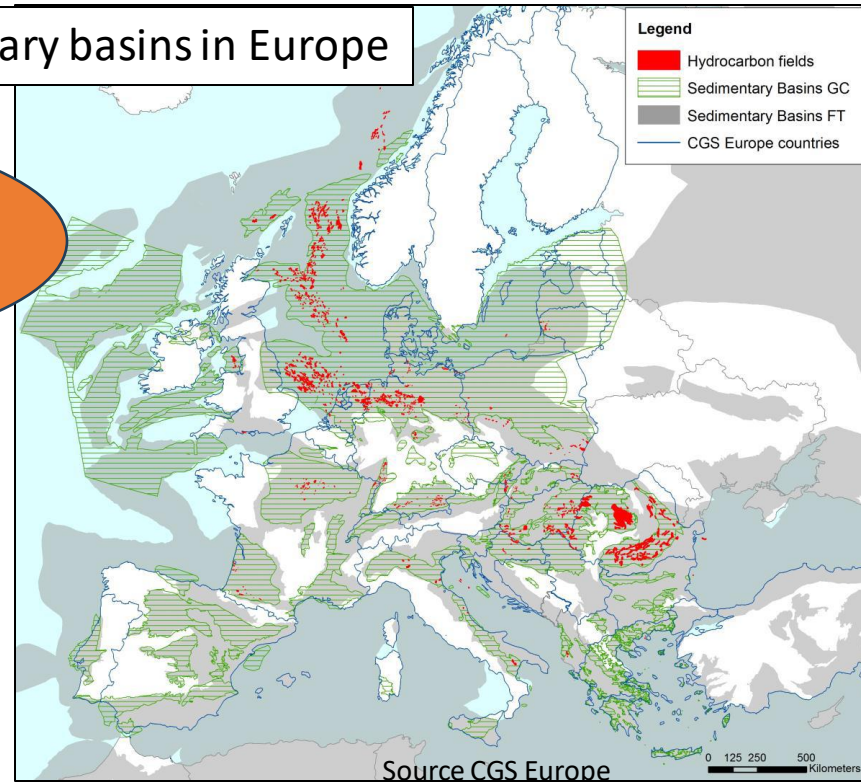 ary basins in Europe
Legend
Hydrocarbon fields
Sedimentary Basins GC
Sedimentary Basins FT
CGS Europe countries
Source CGS Europe
0 125 250 500
Kilometers